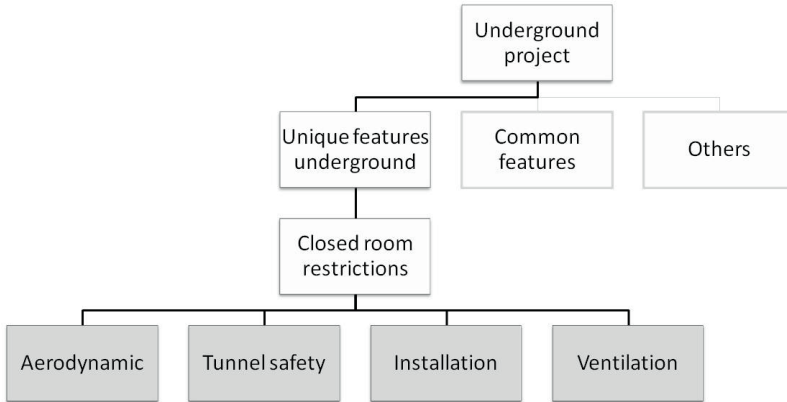 Underground
project
Unique features
underground
Common
features
Others
Closed room
restrictions
Aerodynamic
Tunnel safety
Installation
Ventilation